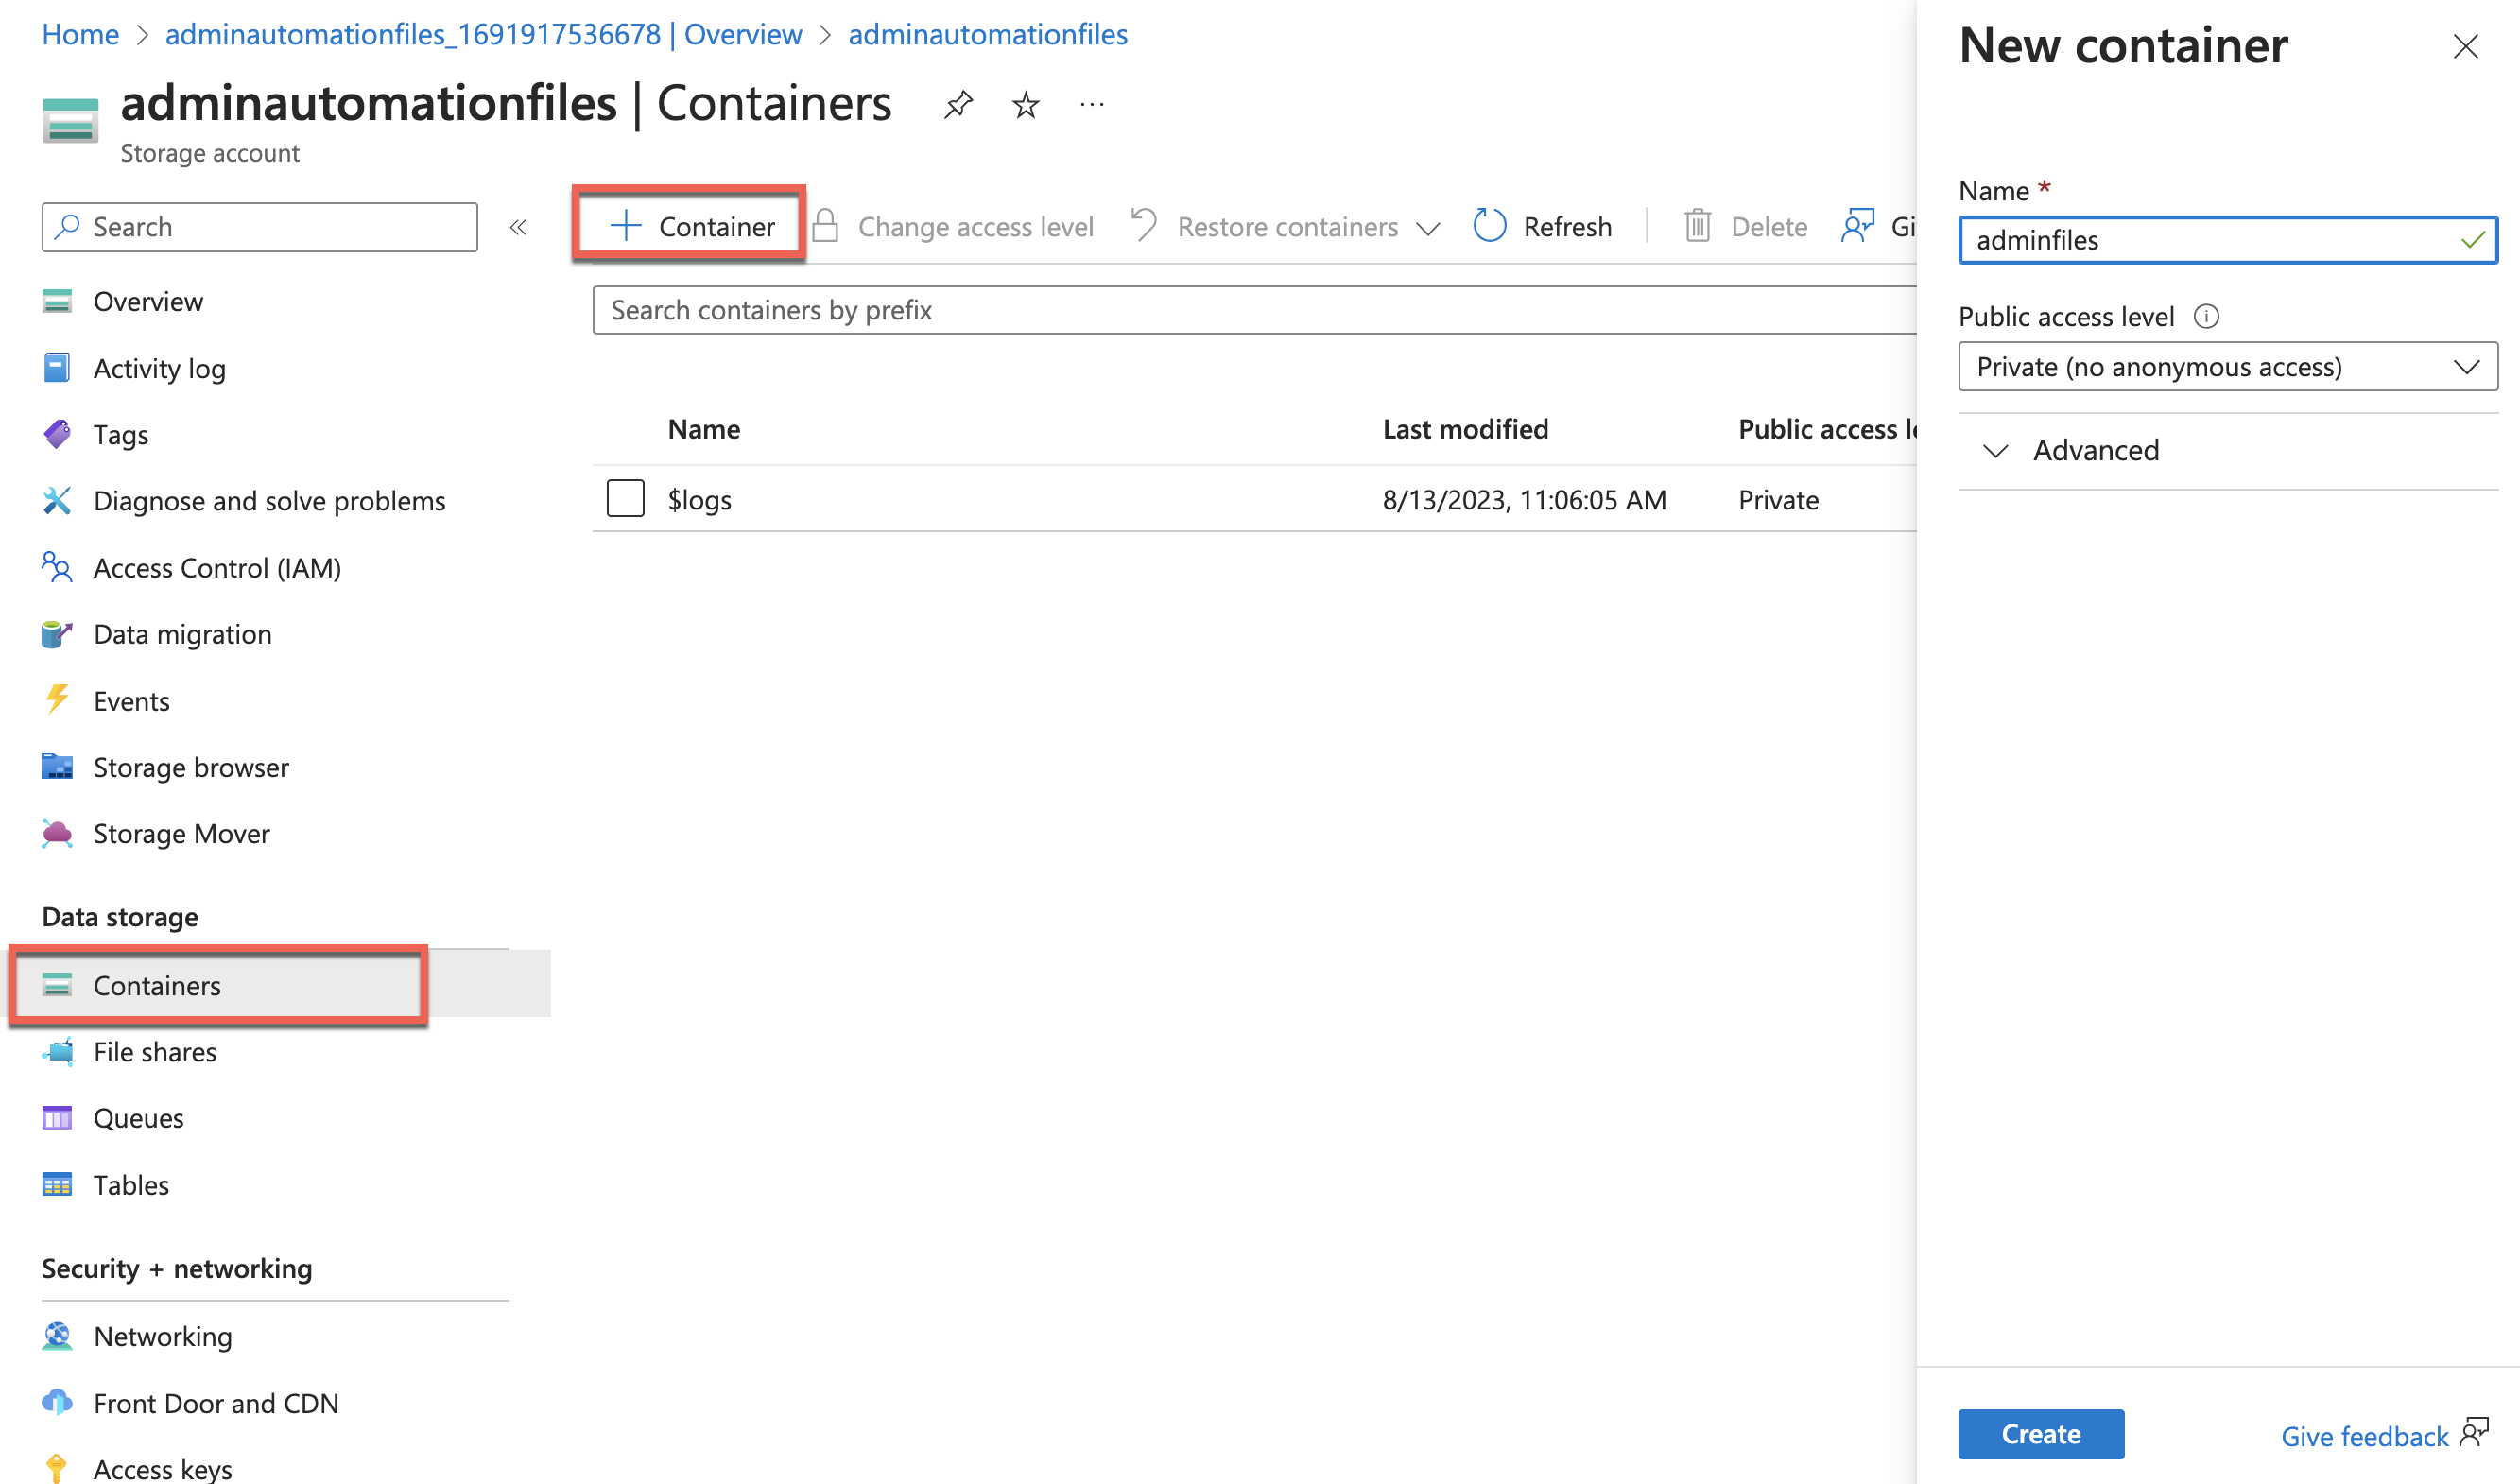 Home > adminautomationfiles_1691917536678 | Overview > adminautomationfiles
adminautomationfiles | Containers
Storage account
Search
Overview
Activity log
Tags
Diagnose and solve problems
Access Control (IAM)
Data migration
Events
Storage browser
Storage Mover
Data storage
Containers
File shares
Queues
Tables
Security + networking
Networking
Front Door and CDN
Access keys
Container Change access level Restore containers Refresh Delete Gi
Search containers by prefix
Name Last modified Public access le
$logs 8/13/2023, 11:06:05 AM Private
New container
Name *
adminfiles
Public access level
Private (no anonymous access)
Advanced
Create Give feedback